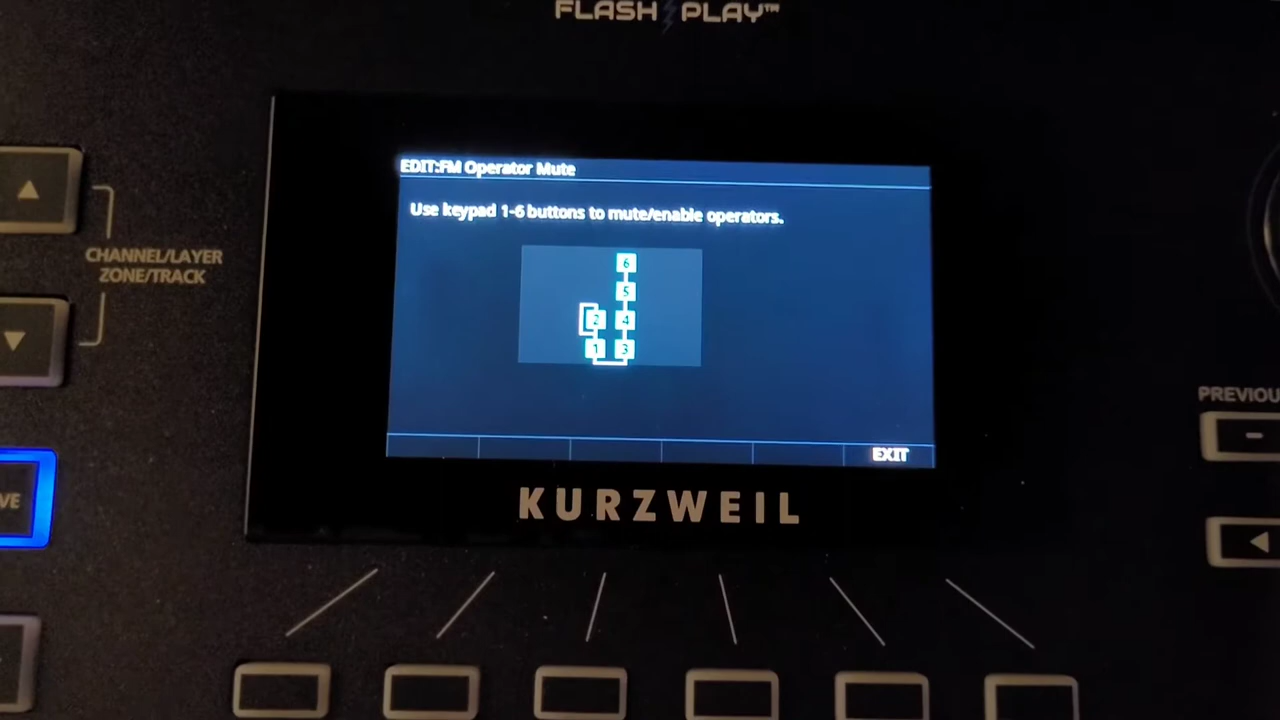 FLASH PLAY™
EDIT:FM Operator Mute
Use keypad 1-6 buttons to mute/enable operators.
6
5
2 4
1 3
EXIT
KURZWEIL
CHANNEL/LAYER
ZONE/TRACK